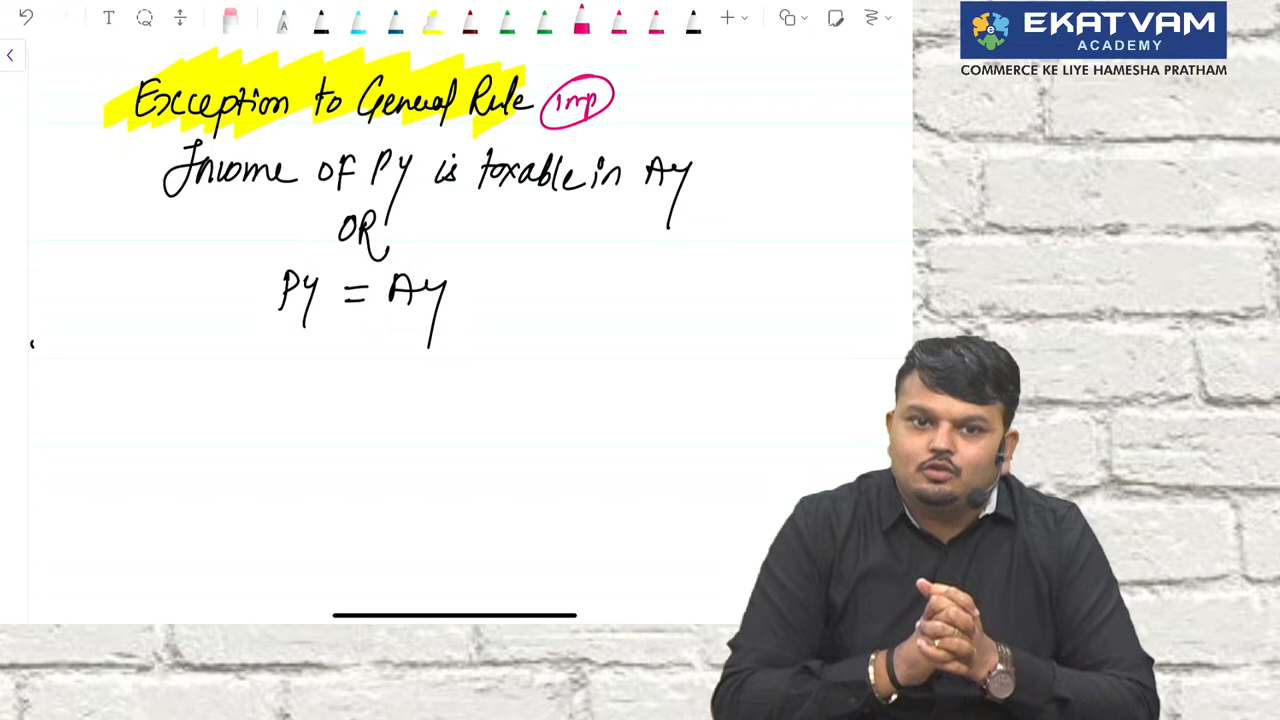 EKATVAM
ACADEMY
COMMERCE KE LIYE HAMESHA PRATHAM
Exception to General Rule imp
Income of Py is taxable in Ay
OR
Py = Ay